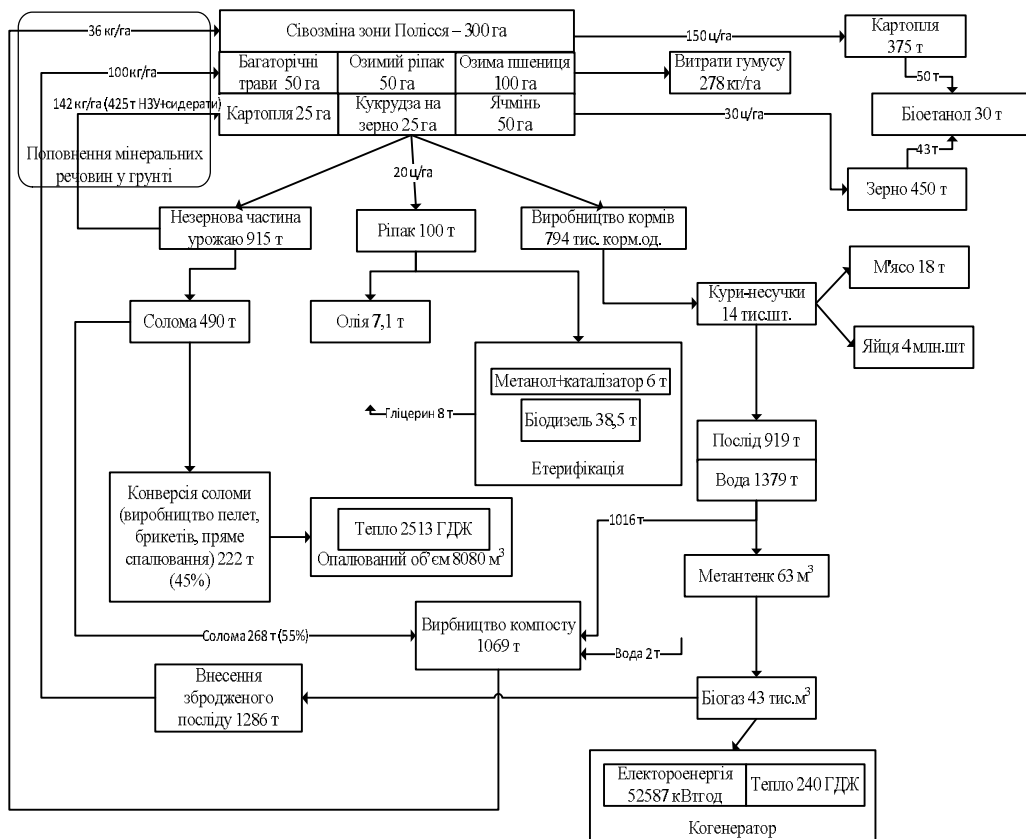 36 кг/га
Сівозміна зони Полісся – 300 га
150 ц/га
Картопля
375 т
Багаторічні
трави 50 га
Озимий ріпак
50 га
Озима пшениця
100 га
100кг/га
Витрати гумусу
278 кг/га
50 т
142 кг/га (425 т НЗУ+сидерати)
Картопля 25 га
Кукрудза на
зерно 25 га
Ячмінь
50 га
30 ц/га
Біоетанол 30 т
43 т
Поповнення мінеральних
речовин у грунті
20 ц/га
Зерно 450 т
Незернова частина
урожаю 915 т
Ріпак 100 т
Виробництво кормів
794 тис. корм.од.
М'ясо 18 т
Кури-несучки
14 тис.шт.
Солома 490 т
Олія 7,1 т
Яйця 4 млн.шт
Метанол+каталізатор 6 т
Гліцерин 8 т
Біодизель 38,5 т
Етерифікація
Послід 919 т
Вода 1379 т
Конверсія соломи
(виробництво пелет,
брикетів, пряме
спалювання) 222 т
(45%)
Тепло 2513 ГДЖ
Опалюваний об’єм 8080 м³
1016 т
Метантенк 63 м³
Солома 268 т (55%)
Вирбництво компосту
1069 т
Вода 2 т
Внесення
збродженого
посліду 1286 т
Біогаз 43 тис.м³
Електороенергія
52587 кВтгод
Тепло 240 ГДЖ
Когенератор